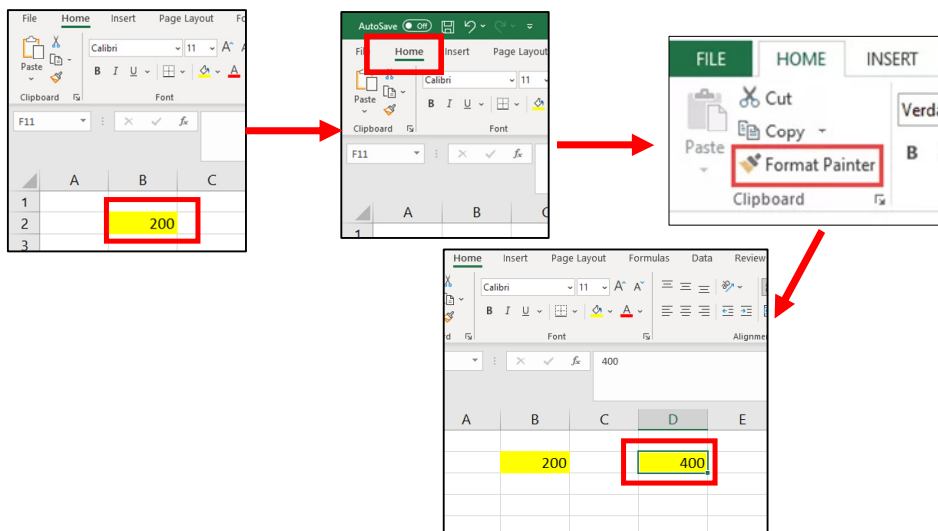 File Home Insert Page Layout
Calibri 11 A^
Paste B I U A
Clipboard Font
F11 fx
A B C
1
2 200
3
AutoSave Off
Home Insert Page Layout
Calibri 11
Paste B I U
Clipboard Font
F11 fx
A B
FILE HOME INSERT
Cut
Copy
Paste B
Format Painter
Clipboard
Home Insert Page Layout Formulas Data Review
Calibri 11 A^ A
B I U A
Font
fx 400
A B C D E
200 400